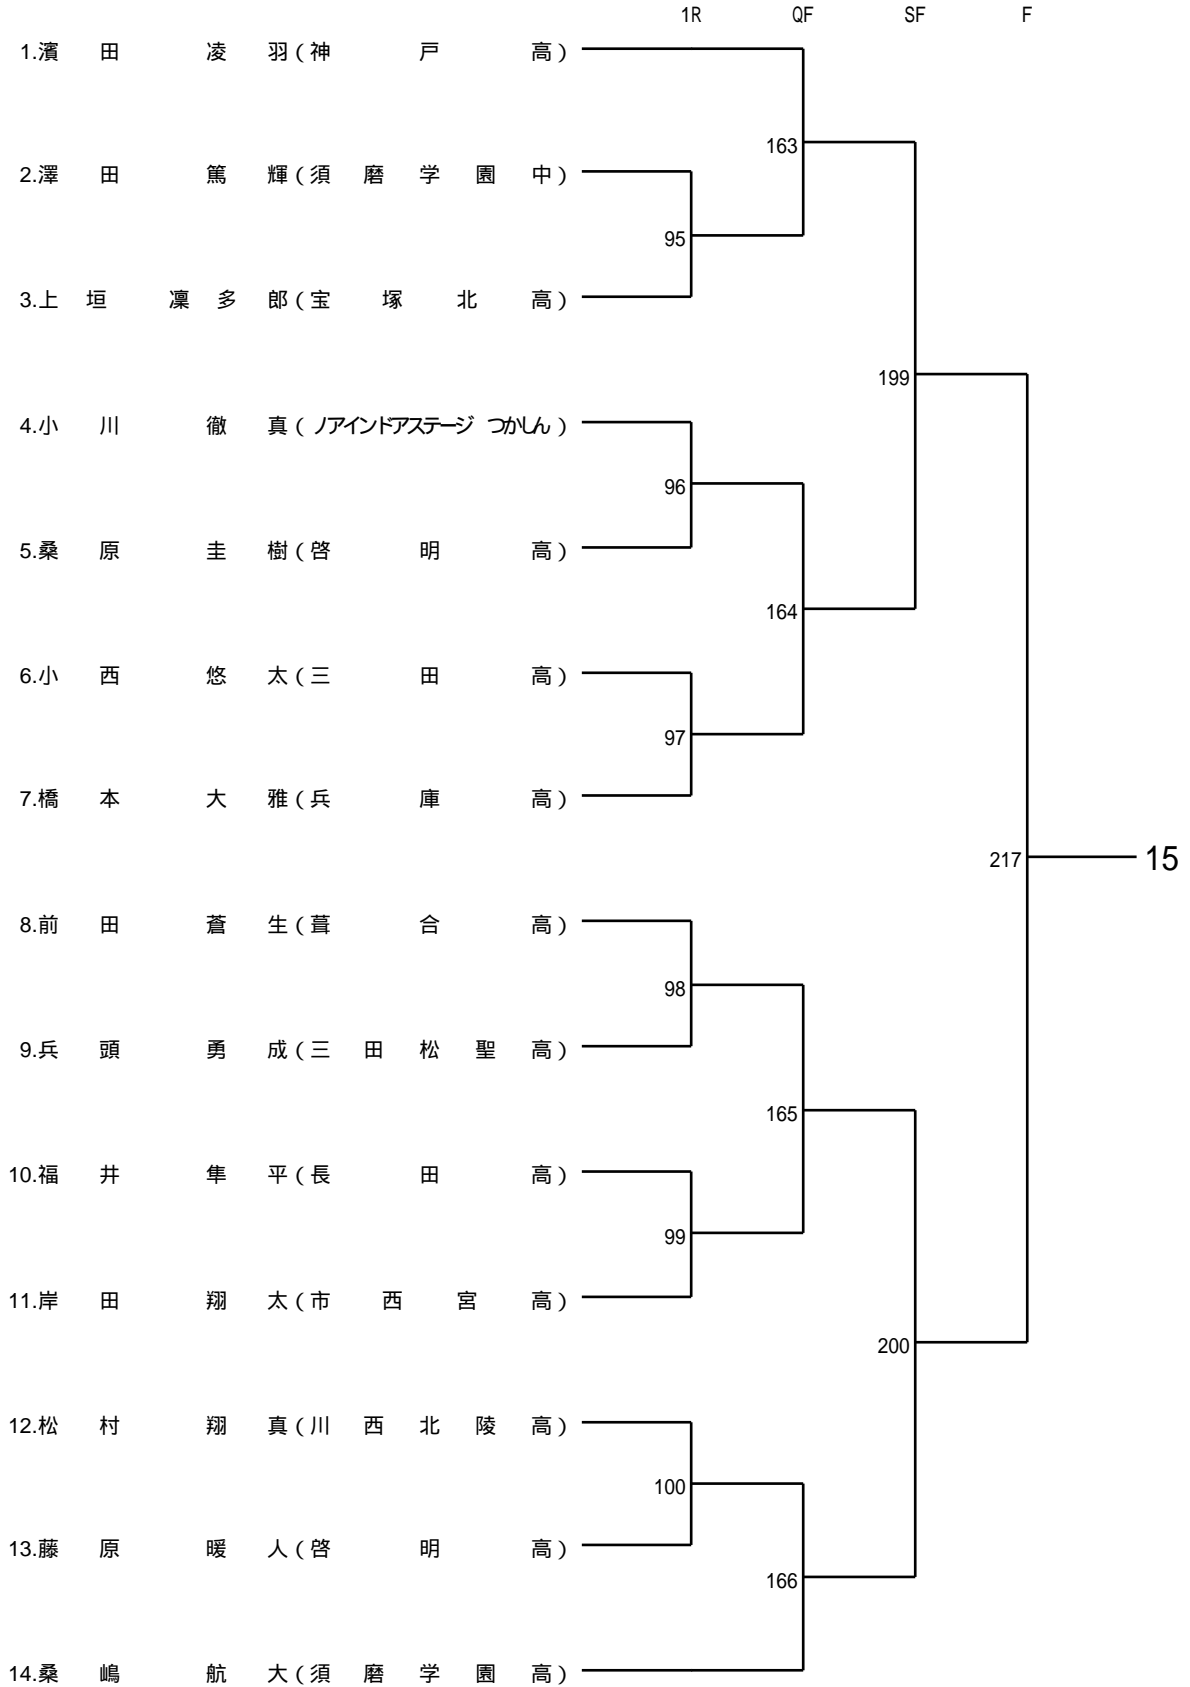 1R QF SF F
1.濱田 凌羽(神戸高)
163
2.澤田 篤輝(須磨学園中)
95
3.上垣 凜多郎(宝塚北高)
199
4.小川 徹真(ノアインドアステージ つかしん)
96
5.桑原 圭樹(啓明高)
164
6.小西 悠太(三田高)
97
7.橋本 大雅(兵庫高)
217 15
8.前田 蒼生(葺合高)
98
9.兵頭 勇成(三田松聖高)
165
10.福井 隼平(長田高)
99
11.岸田 翔太(市西宮高)
200
12.松村 翔真(川西北陵高)
100
13.藤原 暖人(啓明高)
166
14.桑嶋 航大(須磨学園高)